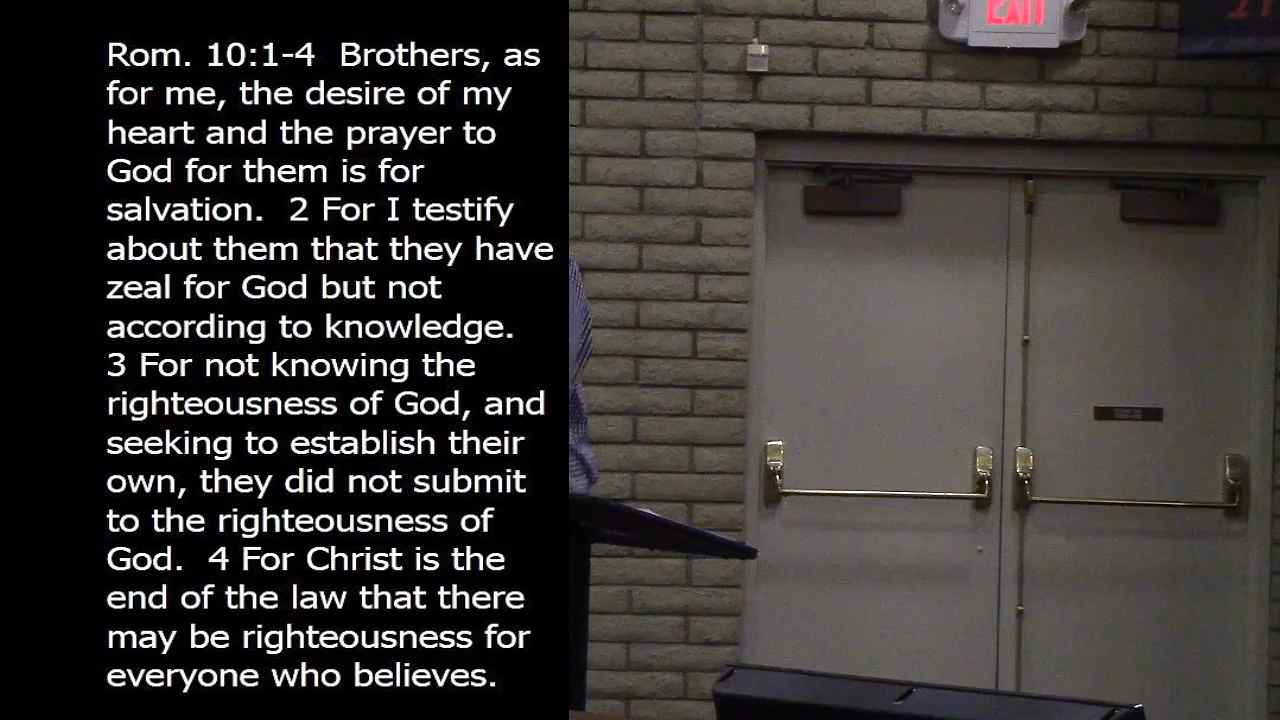 Rom. 10:1-4  Brothers, as
for me, the desire of my
heart and the prayer to
God for them is for
salvation.  2 For I testify
about them that they have
zeal for God but not
according to knowledge.
3 For not knowing the
righteousness of God, and
seeking to establish their
own, they did not submit
to the righteousness of
God.  4 For Christ is the
end of the law that there
may be righteousness for
everyone who believes.
EXIT